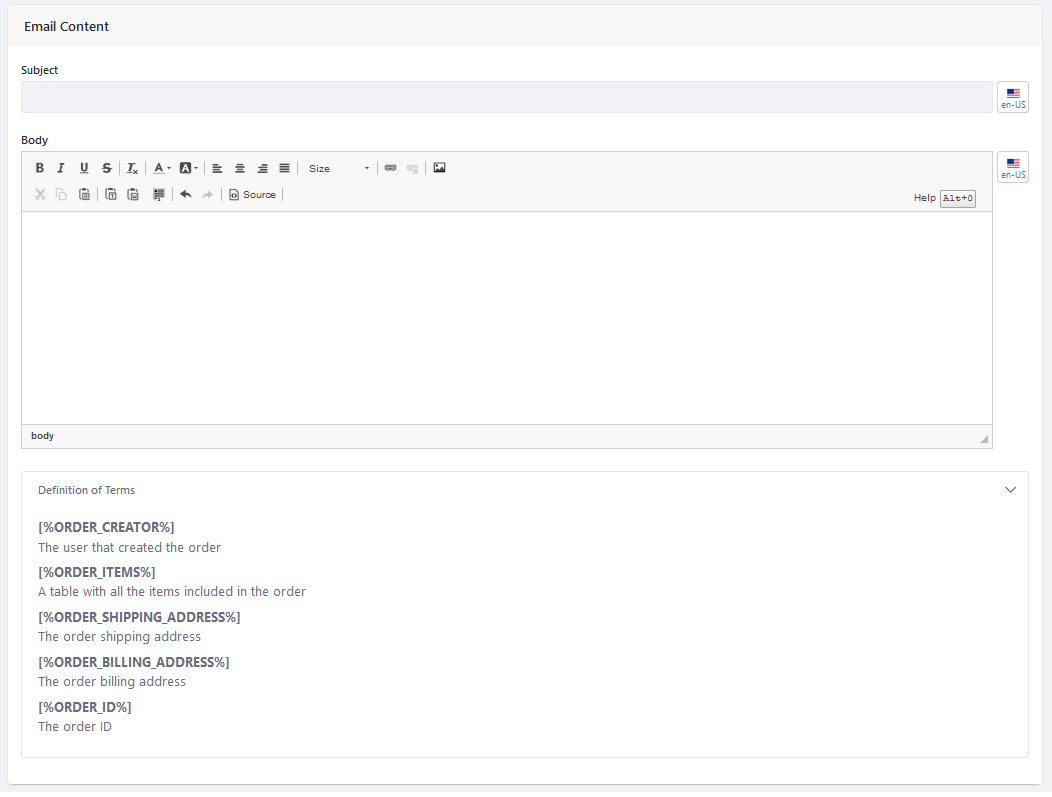 Email Content
Subject
en-US
Body
B I U S Tx A A Size
en-US
Source
Help Alt+0
body
Definition of Terms
[%ORDER_CREATOR%]
The user that created the order
[%ORDER_ITEMS%]
A table with all the items included in the order
[%ORDER_SHIPPING_ADDRESS%]
The order shipping address
[%ORDER_BILLING_ADDRESS%]
The order billing address
[%ORDER_ID%]
The order ID